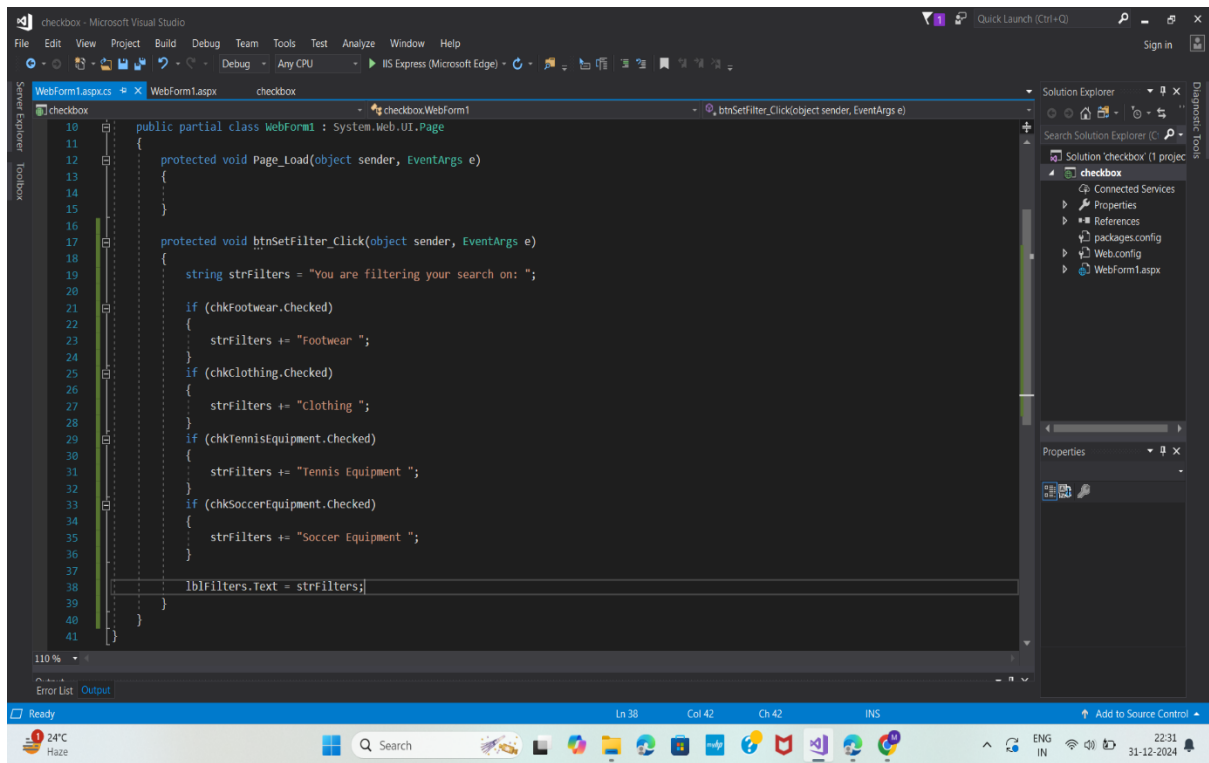 checkbox - Microsoft Visual Studio
1
Quick Launch (Ctrl+Q)
File Edit View Project Build Debug Team Tools Test Analyze Window Help
Sign in
Debug Any CPU IIS Express (Microsoft Edge)
Server Explorer
Toolbox
WebForm1.aspx.cs WebForm1.aspx checkbox
checkbox checkbox.WebForm1 btnSetFilter_Click(object sender, EventArgs e)
10 public partial class WebForm1 : System.Web.UI.Page
11 {
12 protected void Page_Load(object sender, EventArgs e)
13 {
14
15 }
16
17 protected void btnSetFilter_Click(object sender, EventArgs e)
18 {
19 string strFilters = "You are filtering your search on: ";
20
21 if (chkFootwear.Checked)
22 {
23 strFilters += "Footwear ";
24 }
25 if (chkClothing.Checked)
26 {
27 strFilters += "Clothing ";
28 }
29 if (chkTennisEquipment.Checked)
30 {
31 strFilters += "Tennis Equipment ";
32 }
33 if (chkSoccerEquipment.Checked)
34 {
35 strFilters += "Soccer Equipment ";
36 }
37
38 lblFilters.Text = strFilters;
39 }
40 }
41 }
110 %
Solution Explorer
Search Solution Explorer (C
Solution 'checkbox' (1 projec
checkbox
Connected Services
Properties
References
packages.config
Web.config
WebForm1.aspx
Properties
Diagnostic Tools
Error List Output
Ready Ln 38 Col 42 Ch 42 INS Add to Source Control
1
24°C
Haze
Search
ENG
IN
22:31
31-12-2024